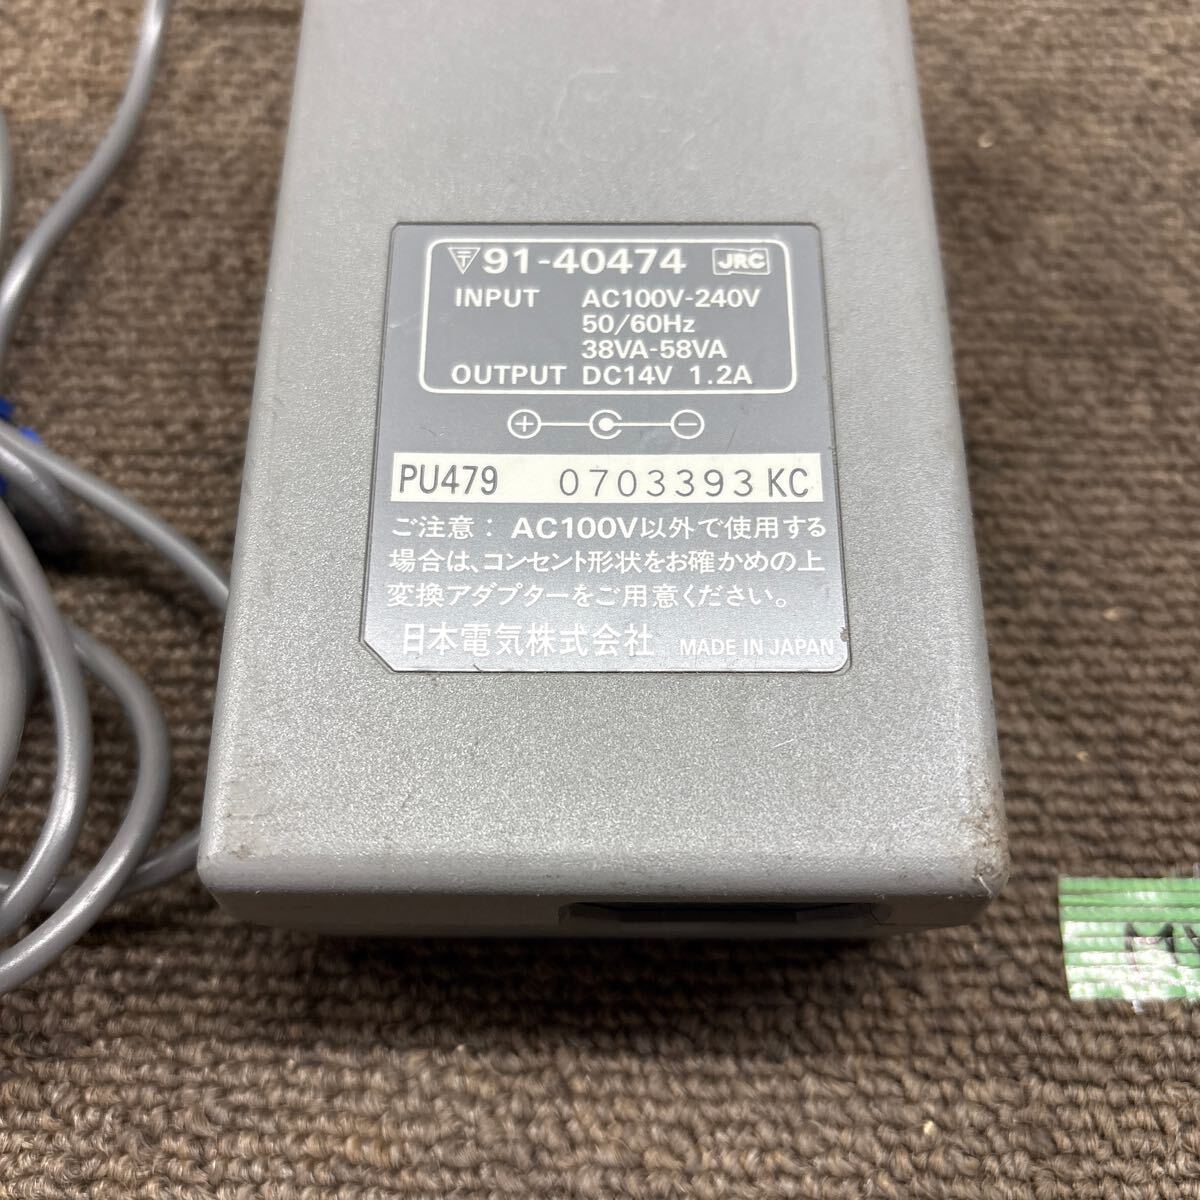 〒91-40474 JRC
INPUT AC100V-240V
50/60Hz
38VA-58VA
OUTPUT DC14V 1.2A
PU479 0703393 KC
ご注意: AC100V以外で使用する
場合は、コンセント形状をお確かめの上
変換アダプターをご用意ください。
日本電気株式会社 MADE IN JAPAN